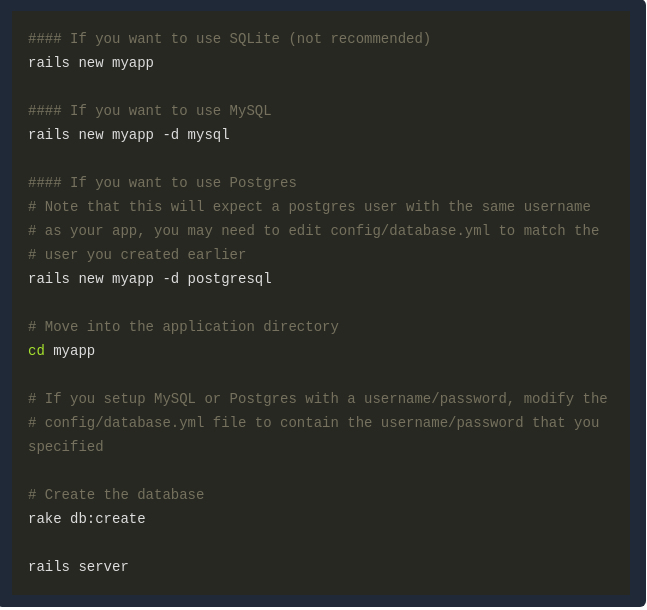 #### If you want to use SQLite (not recommended)
rails new myapp
#### If you want to use MySQL
rails new myapp -d mysql
#### If you want to use Postgres
# Note that this will expect a postgres user with the same username
# as your app, you may need to edit config/database.yml to match the
# user you created earlier
rails new myapp -d postgresql
# Move into the application directory
cd myapp
# If you setup MySQL or Postgres with a username/password, modify the
# config/database.yml file to contain the username/password that you
specified
# Create the database
rake db:create
rails server